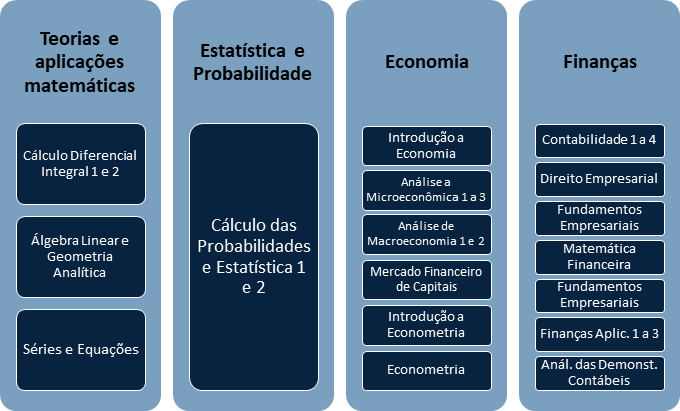 Teorias e
aplicações
matemáticas
Cálculo Diferencial
Integral 1 e 2
Álgebra Linear e
Geometria
Analítica
Séries e Equações
Estatística e
Probabilidade
Cálculo das
Probabilidades
e Estatística 1
e 2
Economia
Introdução a
Economia
Análise a
Microeconômica 1 a 3
Análise de
Macroeconomia 1 e 2
Mercado Financeiro
de Capitais
Introdução a
Econometria
Econometria
Finanças
Contabilidade 1 a 4
Direito Empresarial
Fundamentos
Empresariais
Matemática
Financeira
Fundamentos
Empresariais
Finanças Aplic. 1 a 3
Anál. das Demonst.
Contábeis